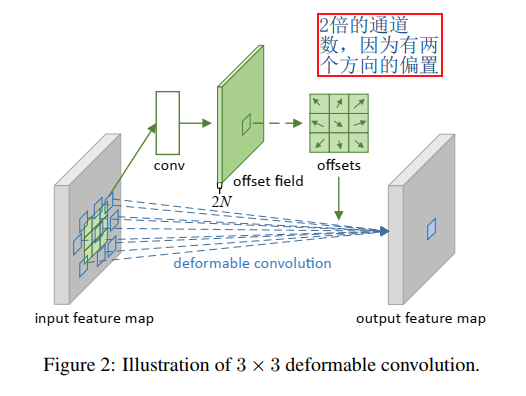 2倍的通道
数，因为有两
个方向的偏置
conv
offset field
offsets
2N
deformable convolution
input feature map
output feature map
Figure 2: Illustration of 3 × 3 deformable convolution.